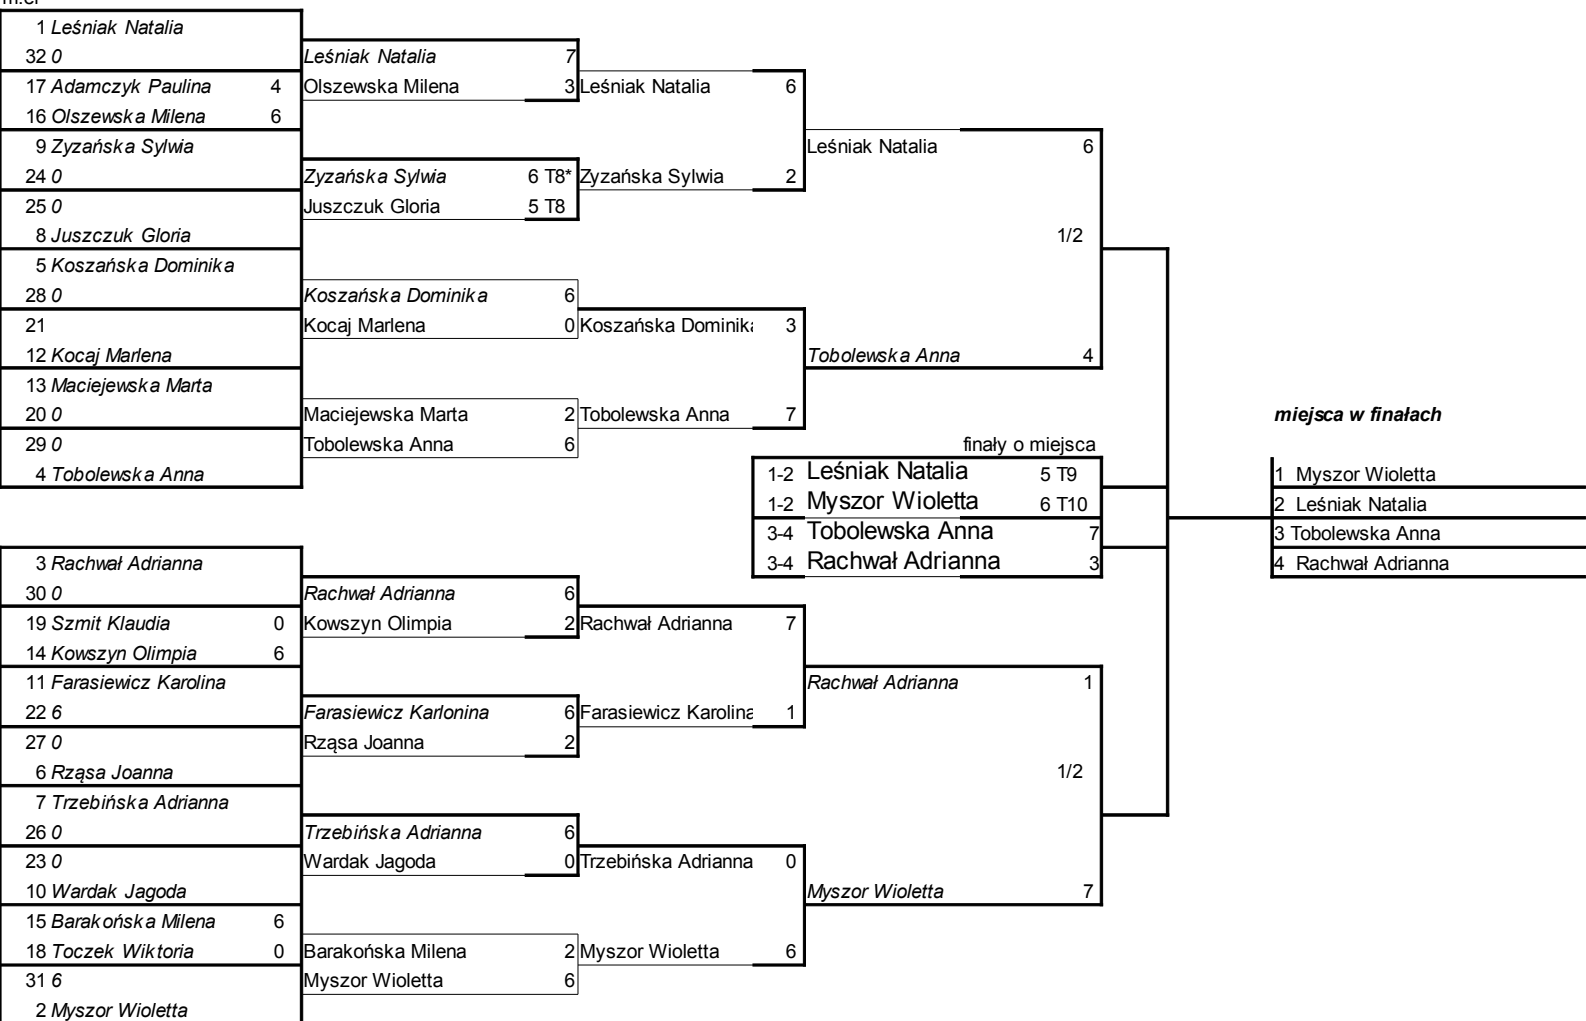 1 Leśniak Natalia
32 0 Leśniak Natalia 7
17 Adamczyk Paulina 4 Olszewska Milena 3 Leśniak Natalia 6
16 Olszewska Milena 6
9 Zyzańska Sylwia Leśniak Natalia 6
24 0 Zyzańska Sylwia 6 T8* Zyzańska Sylwia 2
25 0 Juszczuk Gloria 5 T8
8 Juszczuk Gloria 1/2
5 Koszańska Dominika
28 0 Koszańska Dominika 6
21 Kocaj Marlena 0 Koszańska Dominika 3
12 Kocaj Marlena Tobolewska Anna 4
13 Maciejewska Marta
20 0 Maciejewska Marta 2 Tobolewska Anna 7 miejsca w finałach
29 0 Tobolewska Anna 6 finały o miejsca
4 Tobolewska Anna 1-2 Leśniak Natalia 5 T9 1 Myszor Wioletta
1-2 Myszor Wioletta 6 T10 2 Leśniak Natalia
3-4 Tobolewska Anna 7 3 Tobolewska Anna
3 Rachwał Adrianna 3-4 Rachwał Adrianna 3 4 Rachwał Adrianna
30 0 Rachwał Adrianna 6
19 Szmit Klaudia 0 Kowszyn Olimpia 2 Rachwał Adrianna 7
14 Kowszyn Olimpia 6
11 Farasiewicz Karolina Rachwał Adrianna 1
22 6 Farasiewicz Karlonina 6 Farasiewicz Karolina 1
27 0 Rząsa Joanna 2
6 Rząsa Joanna 1/2
7 Trzebińska Adrianna
26 0 Trzebińska Adrianna 6
23 0 Wardak Jagoda 0 Trzebińska Adrianna 0
10 Wardak Jagoda Myszor Wioletta 7
15 Barakońska Milena 6
18 Toczek Wiktoria 0 Barakońska Milena 2 Myszor Wioletta 6
31 6 Myszor Wioletta 6
2 Myszor Wioletta